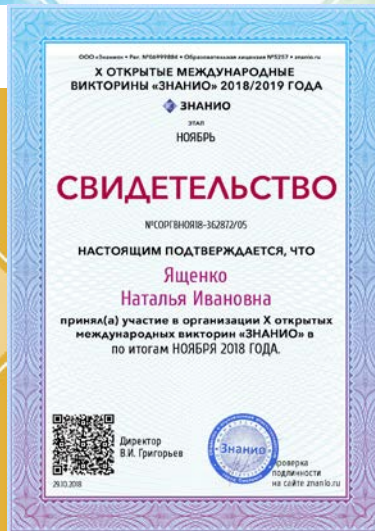 ООО «Знанио» • Рег. №06999884 • Образовательная лицензия №5257 • znanio.ru
X ОТКРЫТЫЕ МЕЖДУНАРОДНЫЕ
ВИКТОРИНЫ «ЗНАНИО» 2018/2019 ГОДА
ЗНАНИО
ЭТАП
НОЯБРЬ
СВИДЕТЕЛЬСТВО
№СОРГВНОЯ18-362872/05
НАСТОЯЩИМ ПОДТВЕРЖДАЕТСЯ, ЧТО
Ященко
Наталья Ивановна
принял(а) участие в организации X открытых
международных викторин «ЗНАНИО» в
по итогам НОЯБРЯ 2018 ГОДА.
Директор
В.И. Григорьев
29.10.2018
Знанио
Проверка
подлинности
на сайте znanio.ru